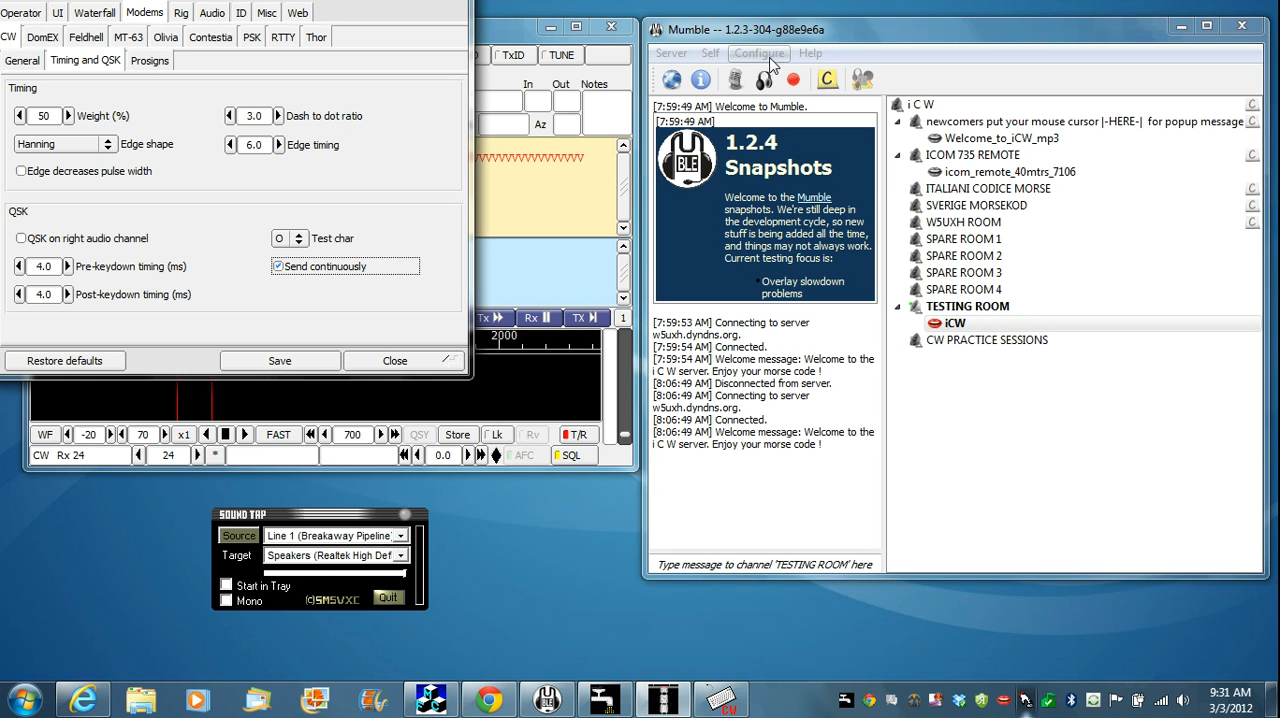 Operator UI Waterfall Modems Rig Audio ID Misc Web
CW DomEX Feldhell MT-63 Olivia Contestia PSK RTTY Thor
General Timing and QSK Prosigns
Timing
50 Weight (%) 3.0 Dash to dot ratio
Hanning Edge shape 6.0 Edge timing
Edge decreases pulse width
QSK
QSK on right audio channel O Test char
4.0 Pre-keydown timing (ms) Send continuously
4.0 Post-keydown timing (ms)
Restore defaults Save Close
TxID TUNE
In Out Notes
Az
Tx Rx TX 1
2000
WF -20 70 x1 FAST 700 QSY Store Lk Rv T/R
CW Rx 24 24 * 0.0 AFC SQL
SOUND TAP
Source Line 1 (Breakaway Pipeline
Target Speakers (Realtek High Def
Start in Tray
Mono (c)SM5VXC Quit
Mumble -- 1.2.3-304-g88e9e6a
Server Self Configure Help
C
[7:59:49 AM] Welcome to Mumble.
[7:59:49 AM]
BLE
1.2.4
Snapshots
Welcome to the Mumble
snapshots. We're still deep in
the development cycle, so new
stuff is being added all the time,
and things may not always work.
Current testing focus is:
• Overlay slowdown
problems
[7:59:53 AM] Connecting to server
w5uxh.dyndns.org.
[7:59:54 AM] Connected.
[7:59:54 AM] Welcome message: Welcome to the
i C W server. Enjoy your morse code !
[8:06:49 AM] Disconnected from server.
[8:06:49 AM] Connecting to server
w5uxh.dyndns.org.
[8:06:49 AM] Connected.
[8:06:49 AM] Welcome message: Welcome to the
i C W server. Enjoy your morse code !
Type message to channel 'TESTING ROOM' here
i C W C
newcomers put your mouse cursor |-HERE-| for popup message C
Welcome_to_iCW_mp3
ICOM 735 REMOTE C
icom_remote_40mtrs_7106
ITALIANI CODICE MORSE C
SVERIGE MORSEKOD C
W5UXH ROOM C
SPARE ROOM 1
SPARE ROOM 2
SPARE ROOM 3
SPARE ROOM 4
TESTING ROOM
iCW
CW PRACTICE SESSIONS
BLE
CW
9:31 AM
3/3/2012